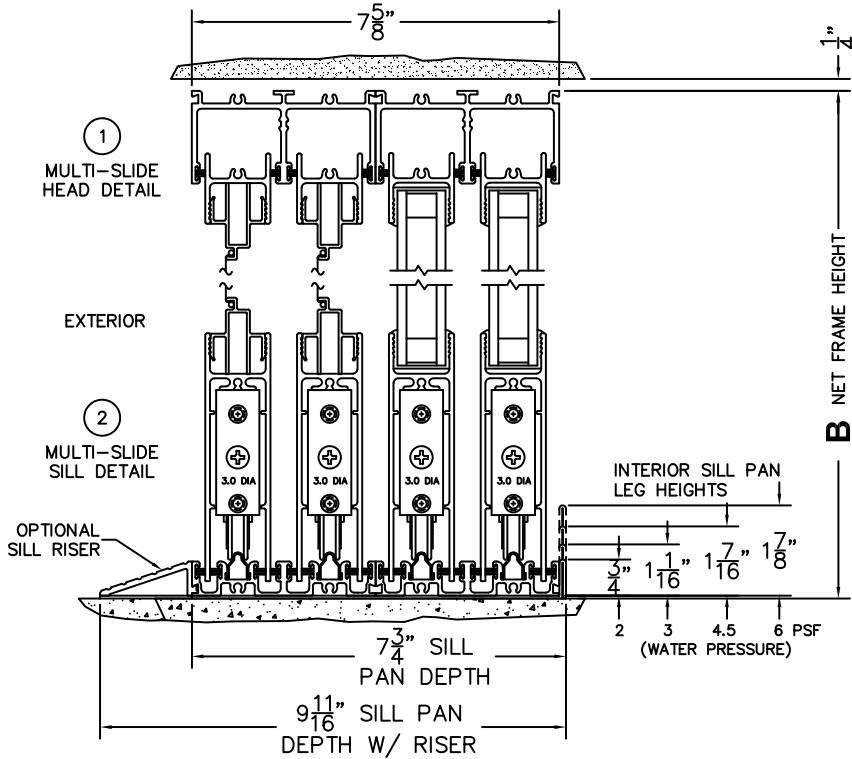 7 5/8"
1/4"
1
MULTI-SLIDE
HEAD DETAIL
EXTERIOR
B NET FRAME HEIGHT
2
MULTI-SLIDE
SILL DETAIL
3.0 DIA 3.0 DIA 3.0 DIA 3.0 DIA
INTERIOR SILL PAN
LEG HEIGHTS
OPTIONAL
SILL RISER
3/4" 1 1/16" 1 7/16" 1 7/8"
2 3 4.5 6 PSF
(WATER PRESSURE)
7 3/4" SILL
PAN DEPTH
9 11/16" SILL PAN
DEPTH W/ RISER